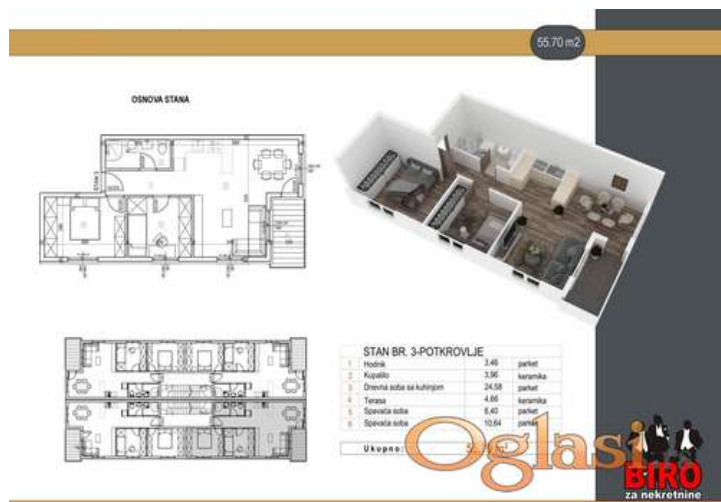 55.70 m2
OSNOVA STANA
STAN 3
STAN BR. 3-POTKROVLJE
1 Hodnik 3,46 parket
2 Kupatilo 3,96 keramika
3 Dnevna soba sa kuhinjom 24,58 parket
4 Terasa 4,66 keramika
5 Spavaća soba 8,40 parket
6 Spavaća soba 10,64 parket
Ukupno:
Oglasi
BIRO
za nekretnine